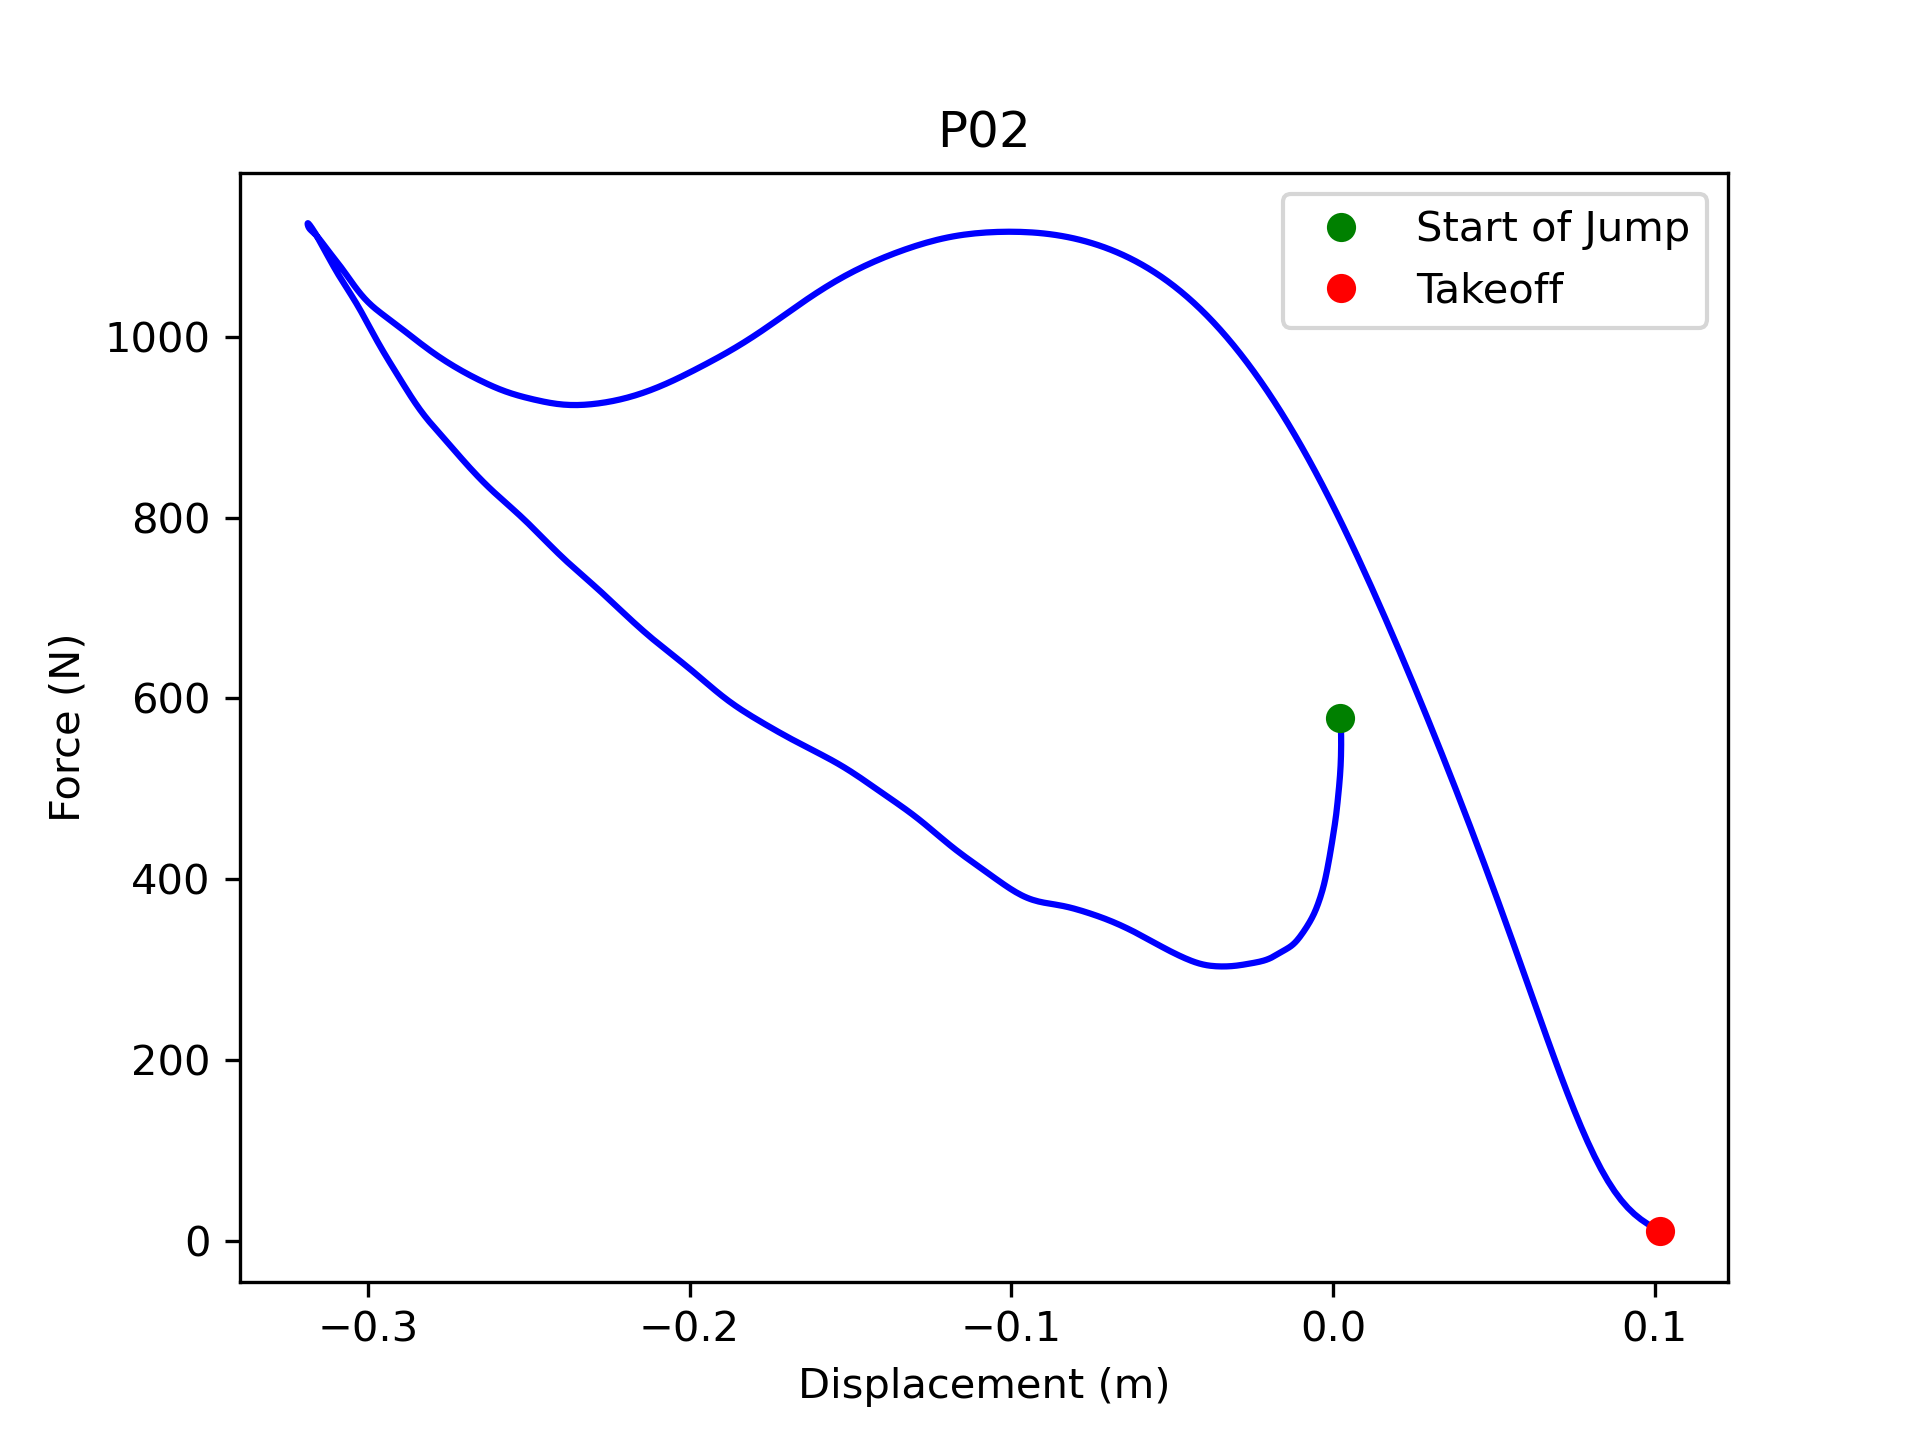 P02
Start of Jump
Takeoff
1000
800
600
400
200
0
Force (N)
−0.3
−0.2
−0.1
0.0
0.1
Displacement (m)